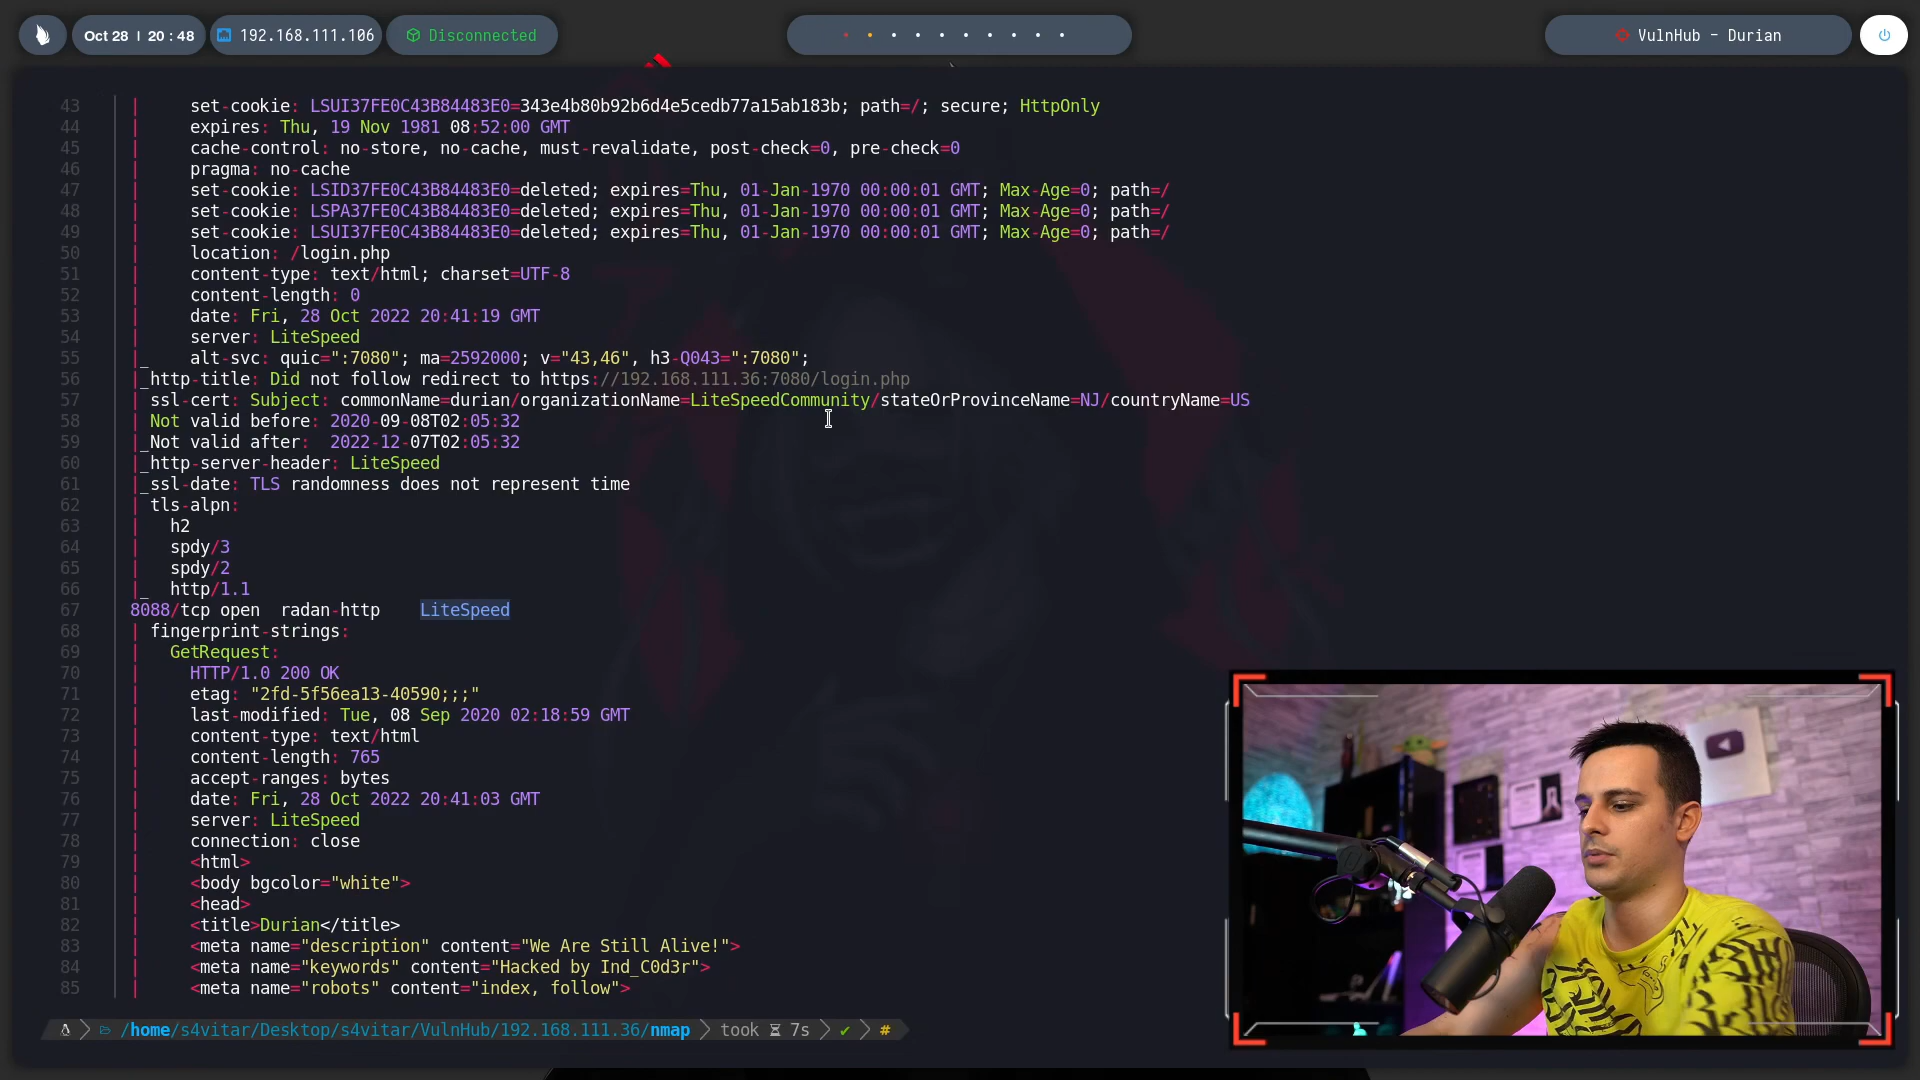 Oct 28 | 20:48
192.168.111.106
Disconnected
VulnHub - Durian
43 | set-cookie: LSUI37FE0C43B84483E0=343e4b80b92b6d4e5cedb77a15ab183b; path=/; secure; HttpOnly
44 | expires: Thu, 19 Nov 1981 08:52:00 GMT
45 | cache-control: no-store, no-cache, must-revalidate, post-check=0, pre-check=0
46 | pragma: no-cache
47 | set-cookie: LSID37FE0C43B84483E0=deleted; expires=Thu, 01-Jan-1970 00:00:01 GMT; Max-Age=0; path=/
48 | set-cookie: LSPA37FE0C43B84483E0=deleted; expires=Thu, 01-Jan-1970 00:00:01 GMT; Max-Age=0; path=/
49 | set-cookie: LSUI37FE0C43B84483E0=deleted; expires=Thu, 01-Jan-1970 00:00:01 GMT; Max-Age=0; path=/
50 | location: /login.php
51 | content-type: text/html; charset=UTF-8
52 | content-length: 0
53 | date: Fri, 28 Oct 2022 20:41:19 GMT
54 | server: LiteSpeed
55 |_ alt-svc: quic=":7080"; ma=2592000; v="43,46", h3-Q043=":7080";
56 |_http-title: Did not follow redirect to https://192.168.111.36:7080/login.php
57 | ssl-cert: Subject: commonName=durian/organizationName=LiteSpeedCommunity/stateOrProvinceName=NJ/countryName=US
58 | Not valid before: 2020-09-08T02:05:32
59 |_Not valid after:  2022-12-07T02:05:32
60 |_http-server-header: LiteSpeed
61 |_ssl-date: TLS randomness does not represent time
62 | tls-alpn:
63 | h2
64 | spdy/3
65 | spdy/2
66 |_ http/1.1
67 8088/tcp open  radan-http    LiteSpeed
68 | fingerprint-strings:
69 | GetRequest:
70 | HTTP/1.0 200 OK
71 | etag: "2fd-5f56ea13-40590;;;"
72 | last-modified: Tue, 08 Sep 2020 02:18:59 GMT
73 | content-type: text/html
74 | content-length: 765
75 | accept-ranges: bytes
76 | date: Fri, 28 Oct 2022 20:41:03 GMT
77 | server: LiteSpeed
78 | connection: close
79 | <html>
80 | <body bgcolor="white">
81 | <head>
82 | <title>Durian</title>
83 | <meta name="description" content="We Are Still Alive!">
84 | <meta name="keywords" content="Hacked by Ind_C0d3r">
85 | <meta name="robots" content="index, follow">
/home/s4vitar/Desktop/s4vitar/VulnHub/192.168.111.36/nmap took 7s ✔ #